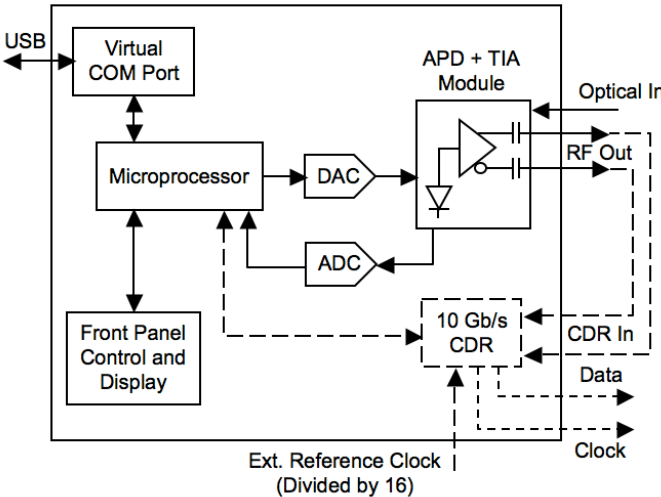 USB
Virtual
COM Port
APD + TIA
Module
Optical In
RF Out
Microprocessor
DAC
ADC
Front Panel
Control and
Display
10 Gb/s
CDR
CDR In
Data
Clock
Ext. Reference Clock
(Divided by 16)